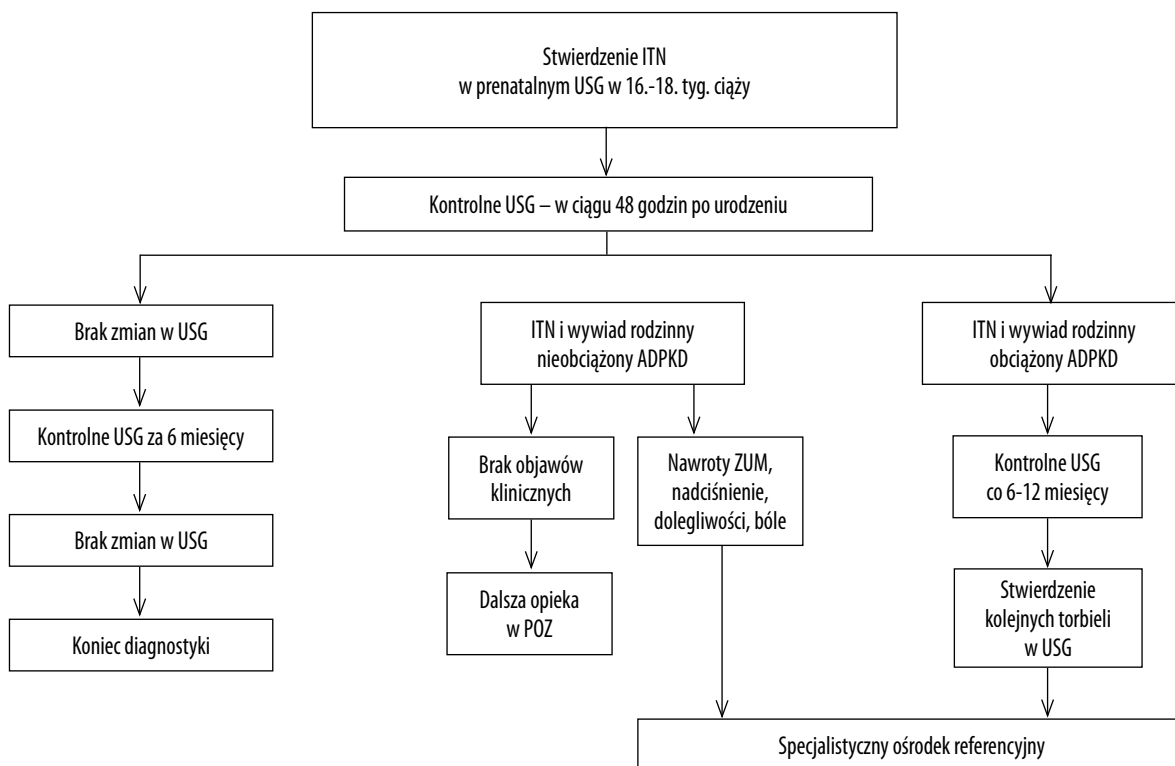 Stwierdzenie ITN
w prenatalnym USG w 16.-18. tyg. ciąży
Kontrolne USG – w ciągu 48 godzin po urodzeniu
Brak zmian w USG
Kontrolne USG za 6 miesięcy
Brak zmian w USG
Koniec diagnostyki
ITN i wywiad rodzinny
nieobciążony ADPKD
Brak objawów
klinicznych
Dalsza opieka
w POZ
Nawroty ZUM,
nadciśnienie,
dolegliwości, bóle
ITN i wywiad rodzinny
obciążony ADPKD
Kontrolne USG
co 6-12 miesięcy
Stwierdzenie
kolejnych torbieli
w USG
Specjalistyczny ośrodek referencyjny